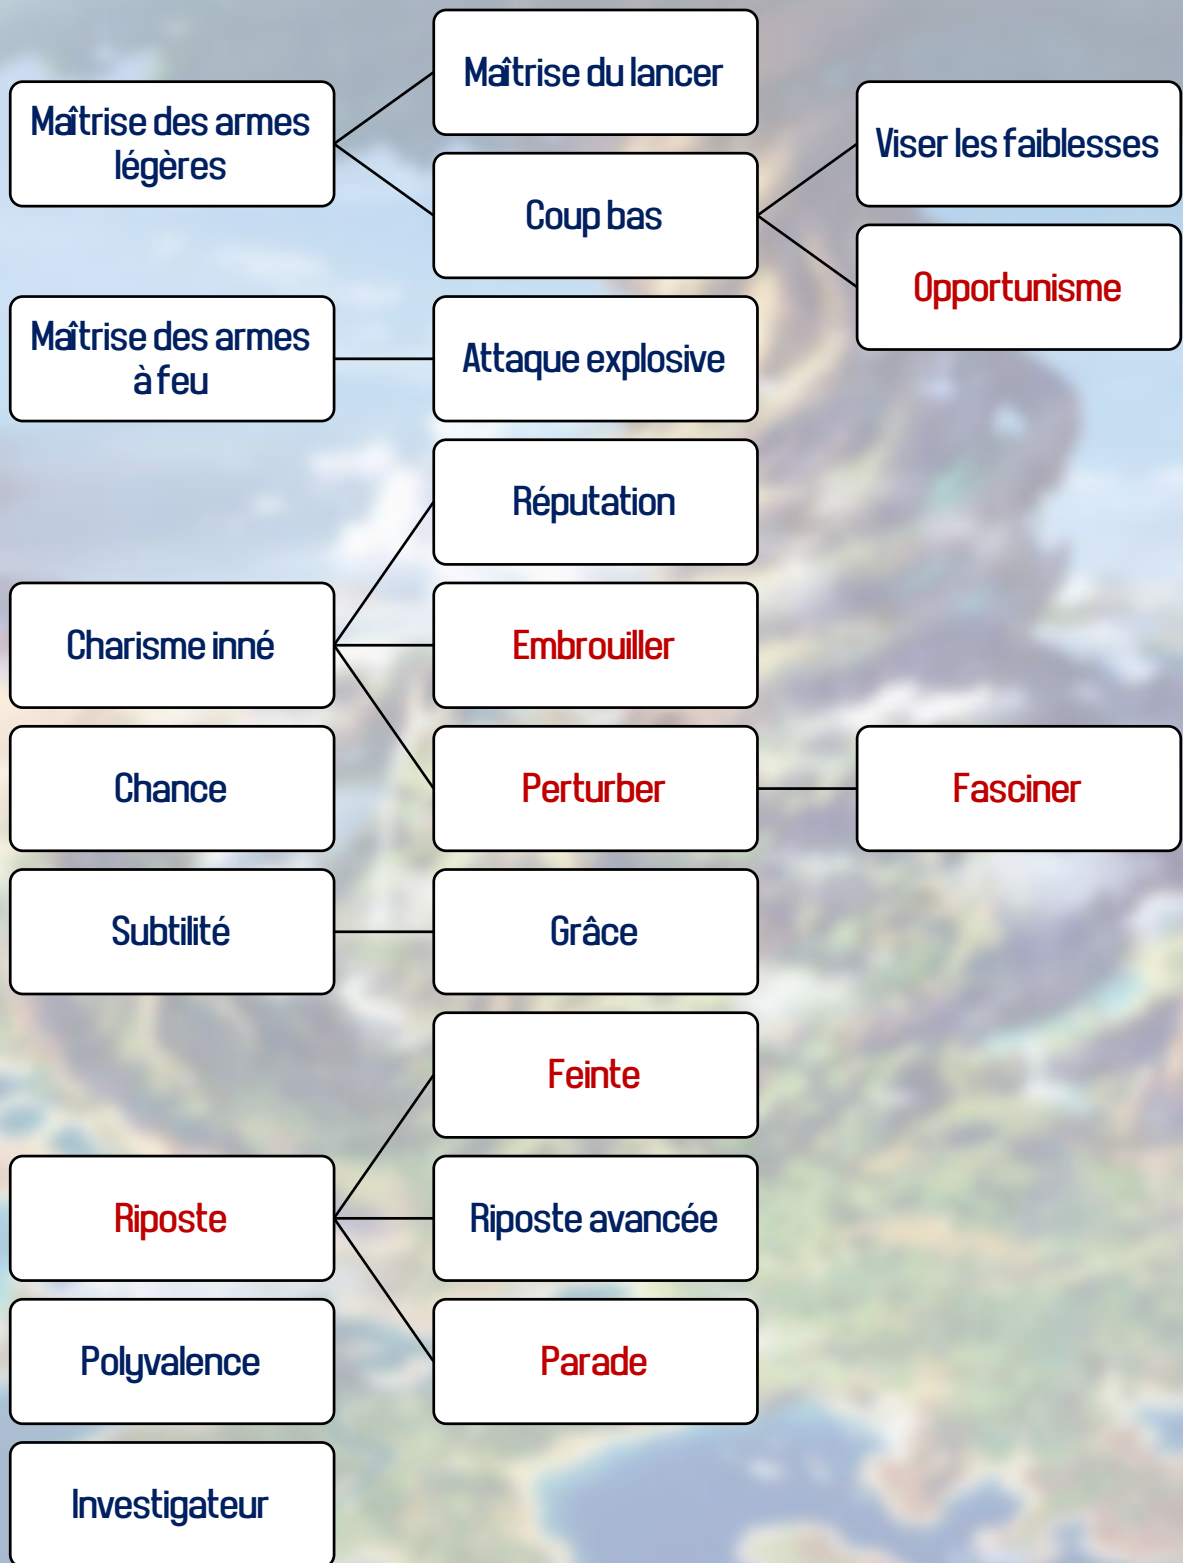 Maîtrise du lancer
Maîtrise des armes
légères
Viser les faiblesses
Coup bas
Opportunisme
Maîtrise des armes
à feu
Attaque explosive
Réputation
Charisme inné
Embrouiller
Chance
Perturber
Fasciner
Subtilité
Grâce
Feinte
Riposte
Riposte avancée
Polyvalence
Parade
Investigateur